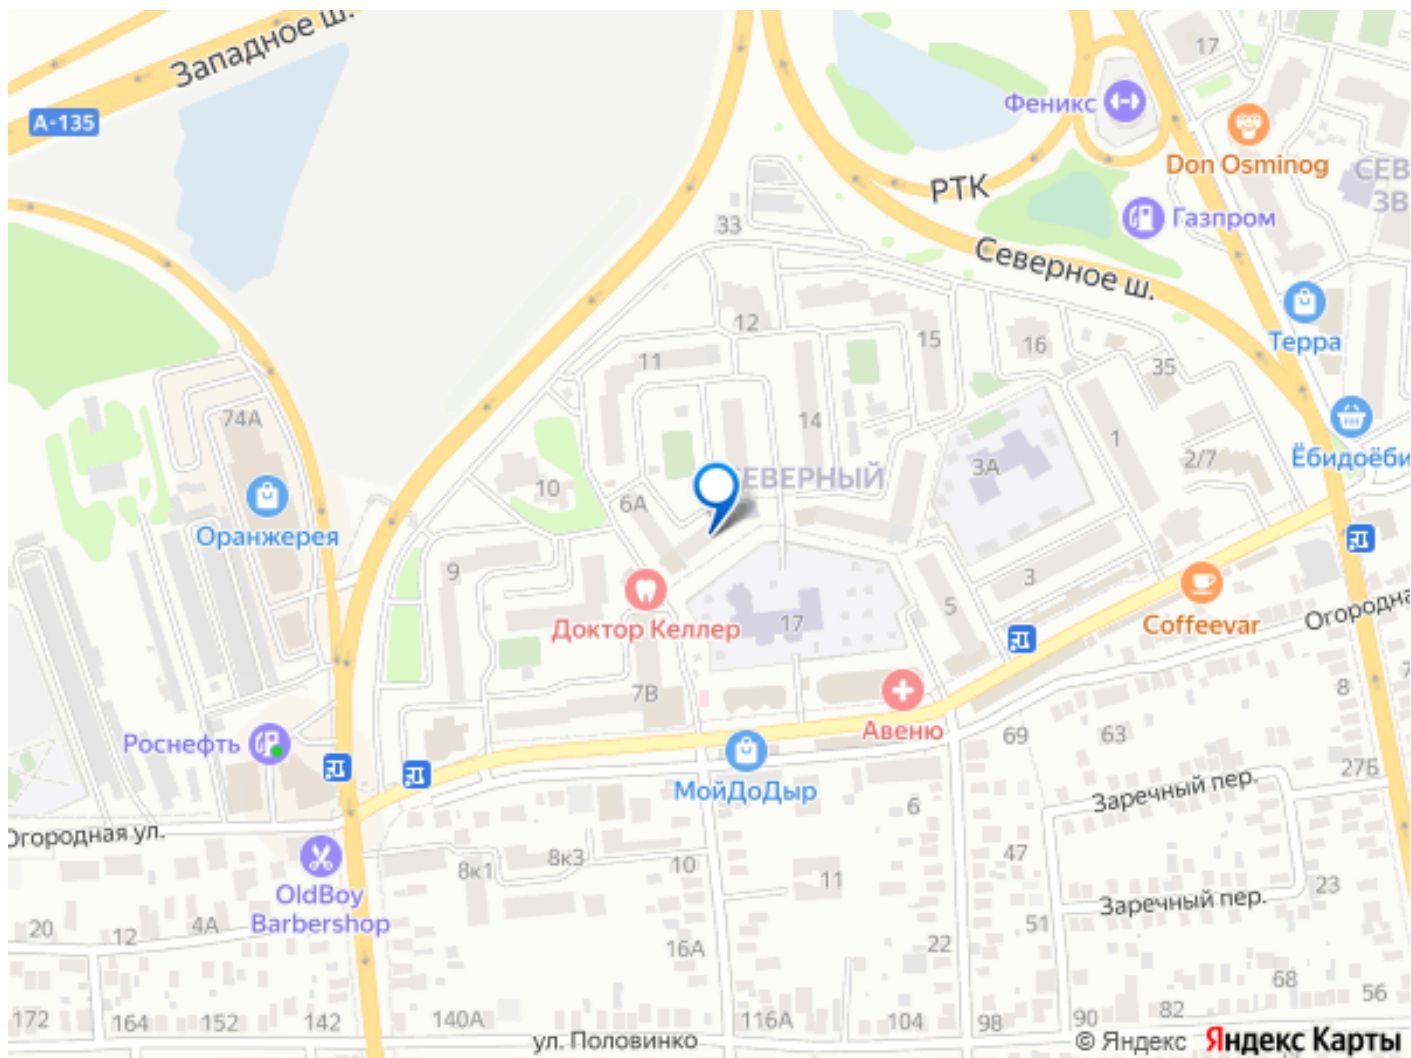 Западное ш.
17
А-135
Феникс
Don Osminog
РТК
СЕВ
ЗВ
Газпром
33
Северное ш.
12
15
16
Терра
11
35
74А
14
1
3А
2/7
Ёбидоёби
ЕВЕРНЫЙ
10
6А
Оранжерея
9
3
5
Доктор Келлер
17
Coffeevar
Огородна
7В
8
7
Роснефть
Авеню
69
63
27Б
МойДоДыр
Заречный пер.
6
Огородная ул.
8к1
8к3
10
47
11
23
OldBoy
Barbershop
Заречный пер.
20
12
4А
51
16А
22
68
56
172
164
152
142
140А
ул. Половинко
116А
104
98
90
82
© Яндекс
Яндекс Карты